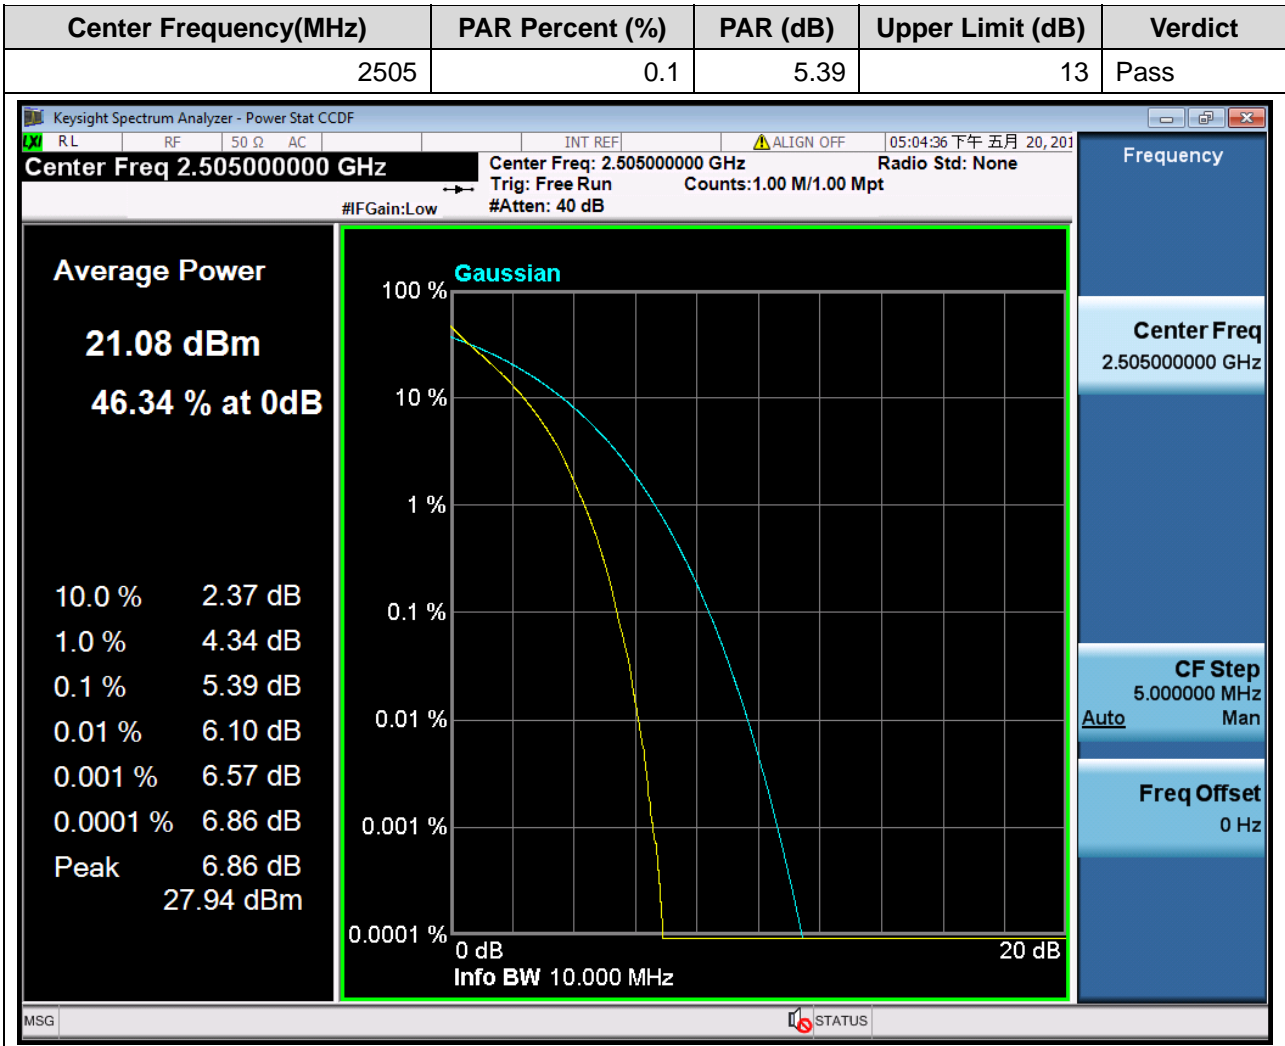 Center Frequency(MHz) PAR Percent (%) PAR (dB) Upper Limit (dB) Verdict
2505 0.1 5.39 13 Pass
Keysight Spectrum Analyzer - Power Stat CCDF
LXI RL RF 50 Ω AC INT REF ALIGN OFF 05:04:36 下午 五月 20, 201
Center Freq 2.505000000 GHz
Center Freq: 2.505000000 GHz Radio Std: None
Trig: Free Run Counts:1.00 M/1.00 Mpt
#IFGain:Low #Atten: 40 dB
Average Power
21.08 dBm
46.34 % at 0dB
10.0 % 2.37 dB
1.0 % 4.34 dB
0.1 % 5.39 dB
0.01 % 6.10 dB
0.001 % 6.57 dB
0.0001 % 6.86 dB
Peak 6.86 dB
27.94 dBm
Gaussian
100 %
10 %
1 %
0.1 %
0.01 %
0.001 %
0.0001 %
0 dB 20 dB
Info BW 10.000 MHz
Frequency
Center Freq
2.505000000 GHz
CF Step
5.000000 MHz
Auto Man
Freq Offset
0 Hz
MSG STATUS